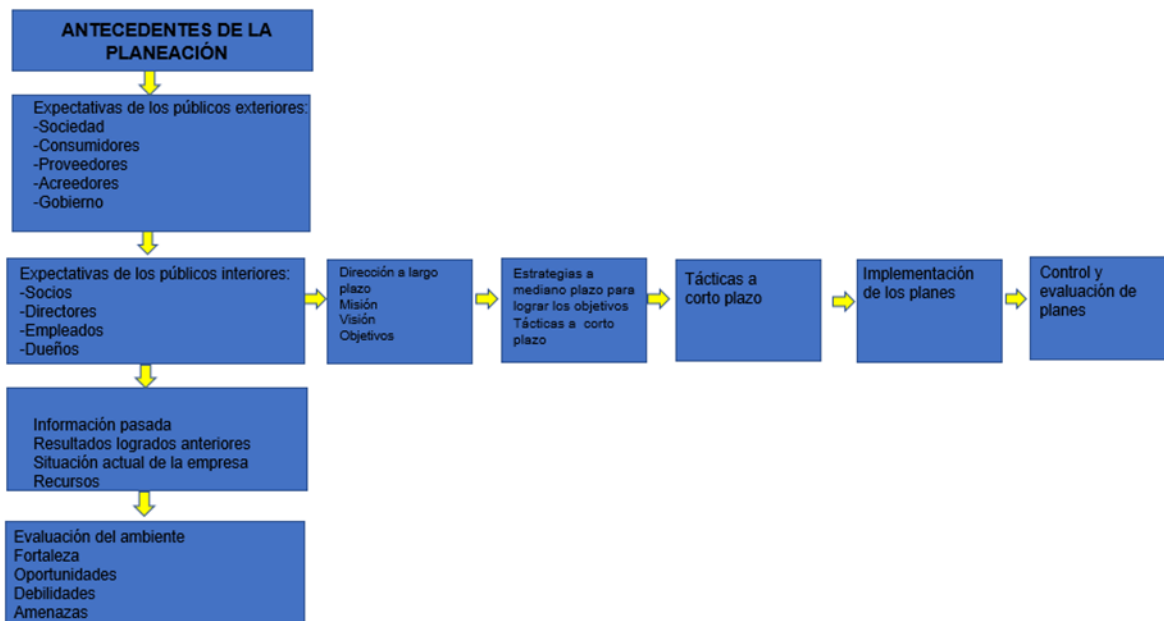 ANTECEDENTES DE LA
PLANEACIÓN
Expectativas de los públicos exteriores:
-Sociedad
-Consumidores
-Proveedores
-Acreedores
-Gobierno
Expectativas de los públicos interiores:
-Socios
-Directores
-Empleados
-Dueños
Dirección a largo
plazo
Misión
Visión
Objetivos
Estrategias a
mediano plazo para
lograr los objetivos
Tácticas a corto
plazo
Tácticas a
corto plazo
Implementación
de los planes
Control y
evaluación de
planes
Información pasada
Resultados logrados anteriores
Situación actual de la empresa
Recursos
Evaluación del ambiente
Fortaleza
Oportunidades
Debilidades
Amenazas